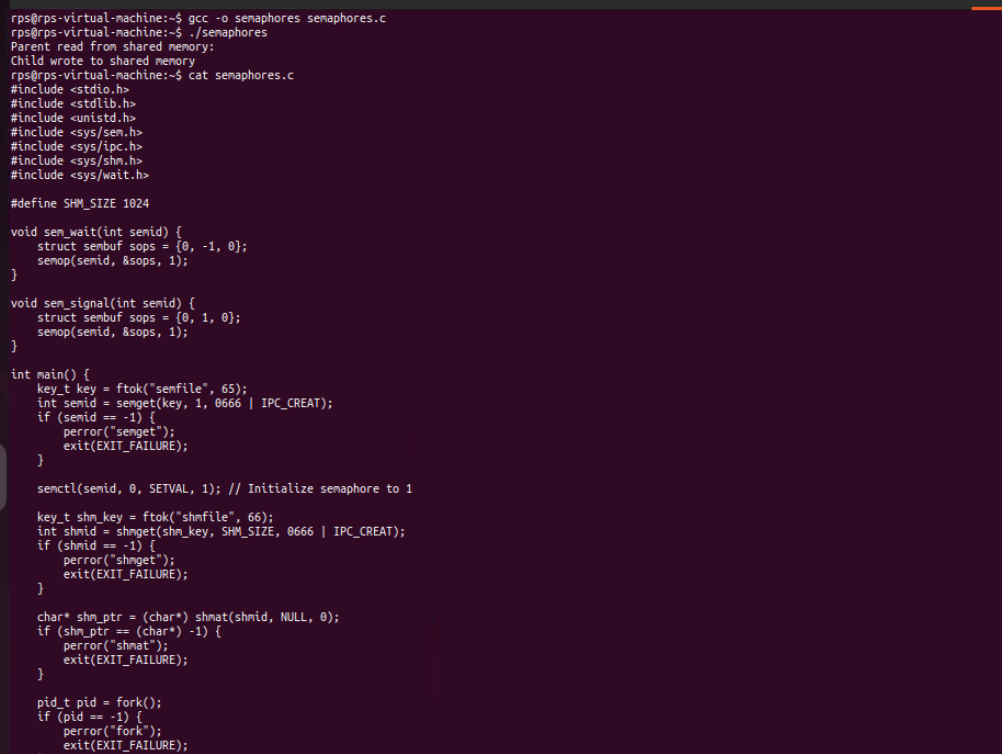 rps@rps-virtual-machine:~$ gcc -o semaphores semaphores.c
rps@rps-virtual-machine:~$ ./semaphores
Parent read from shared memory:
Child wrote to shared memory
rps@rps-virtual-machine:~$ cat semaphores.c
#include <stdio.h>
#include <stdlib.h>
#include <unistd.h>
#include <sys/sem.h>
#include <sys/ipc.h>
#include <sys/shm.h>
#include <sys/wait.h>

#define SHM_SIZE 1024

void sem_wait(int semid) {
    struct sembuf sops = {0, -1, 0};
    semop(semid, &sops, 1);
}

void sem_signal(int semid) {
    struct sembuf sops = {0, 1, 0};
    semop(semid, &sops, 1);
}

int main() {
    key_t key = ftok("semfile", 65);
    int semid = semget(key, 1, 0666 | IPC_CREAT);
    if (semid == -1) {
        perror("semget");
        exit(EXIT_FAILURE);
    }

    semctl(semid, 0, SETVAL, 1); // Initialize semaphore to 1

    key_t shm_key = ftok("shmfile", 66);
    int shmid = shmget(shm_key, SHM_SIZE, 0666 | IPC_CREAT);
    if (shmid == -1) {
        perror("shmget");
        exit(EXIT_FAILURE);
    }

    char* shm_ptr = (char*) shmat(shmid, NULL, 0);
    if (shm_ptr == (char*) -1) {
        perror("shmat");
        exit(EXIT_FAILURE);
    }

    pid_t pid = fork();
    if (pid == -1) {
        perror("fork");
        exit(EXIT_FAILURE);